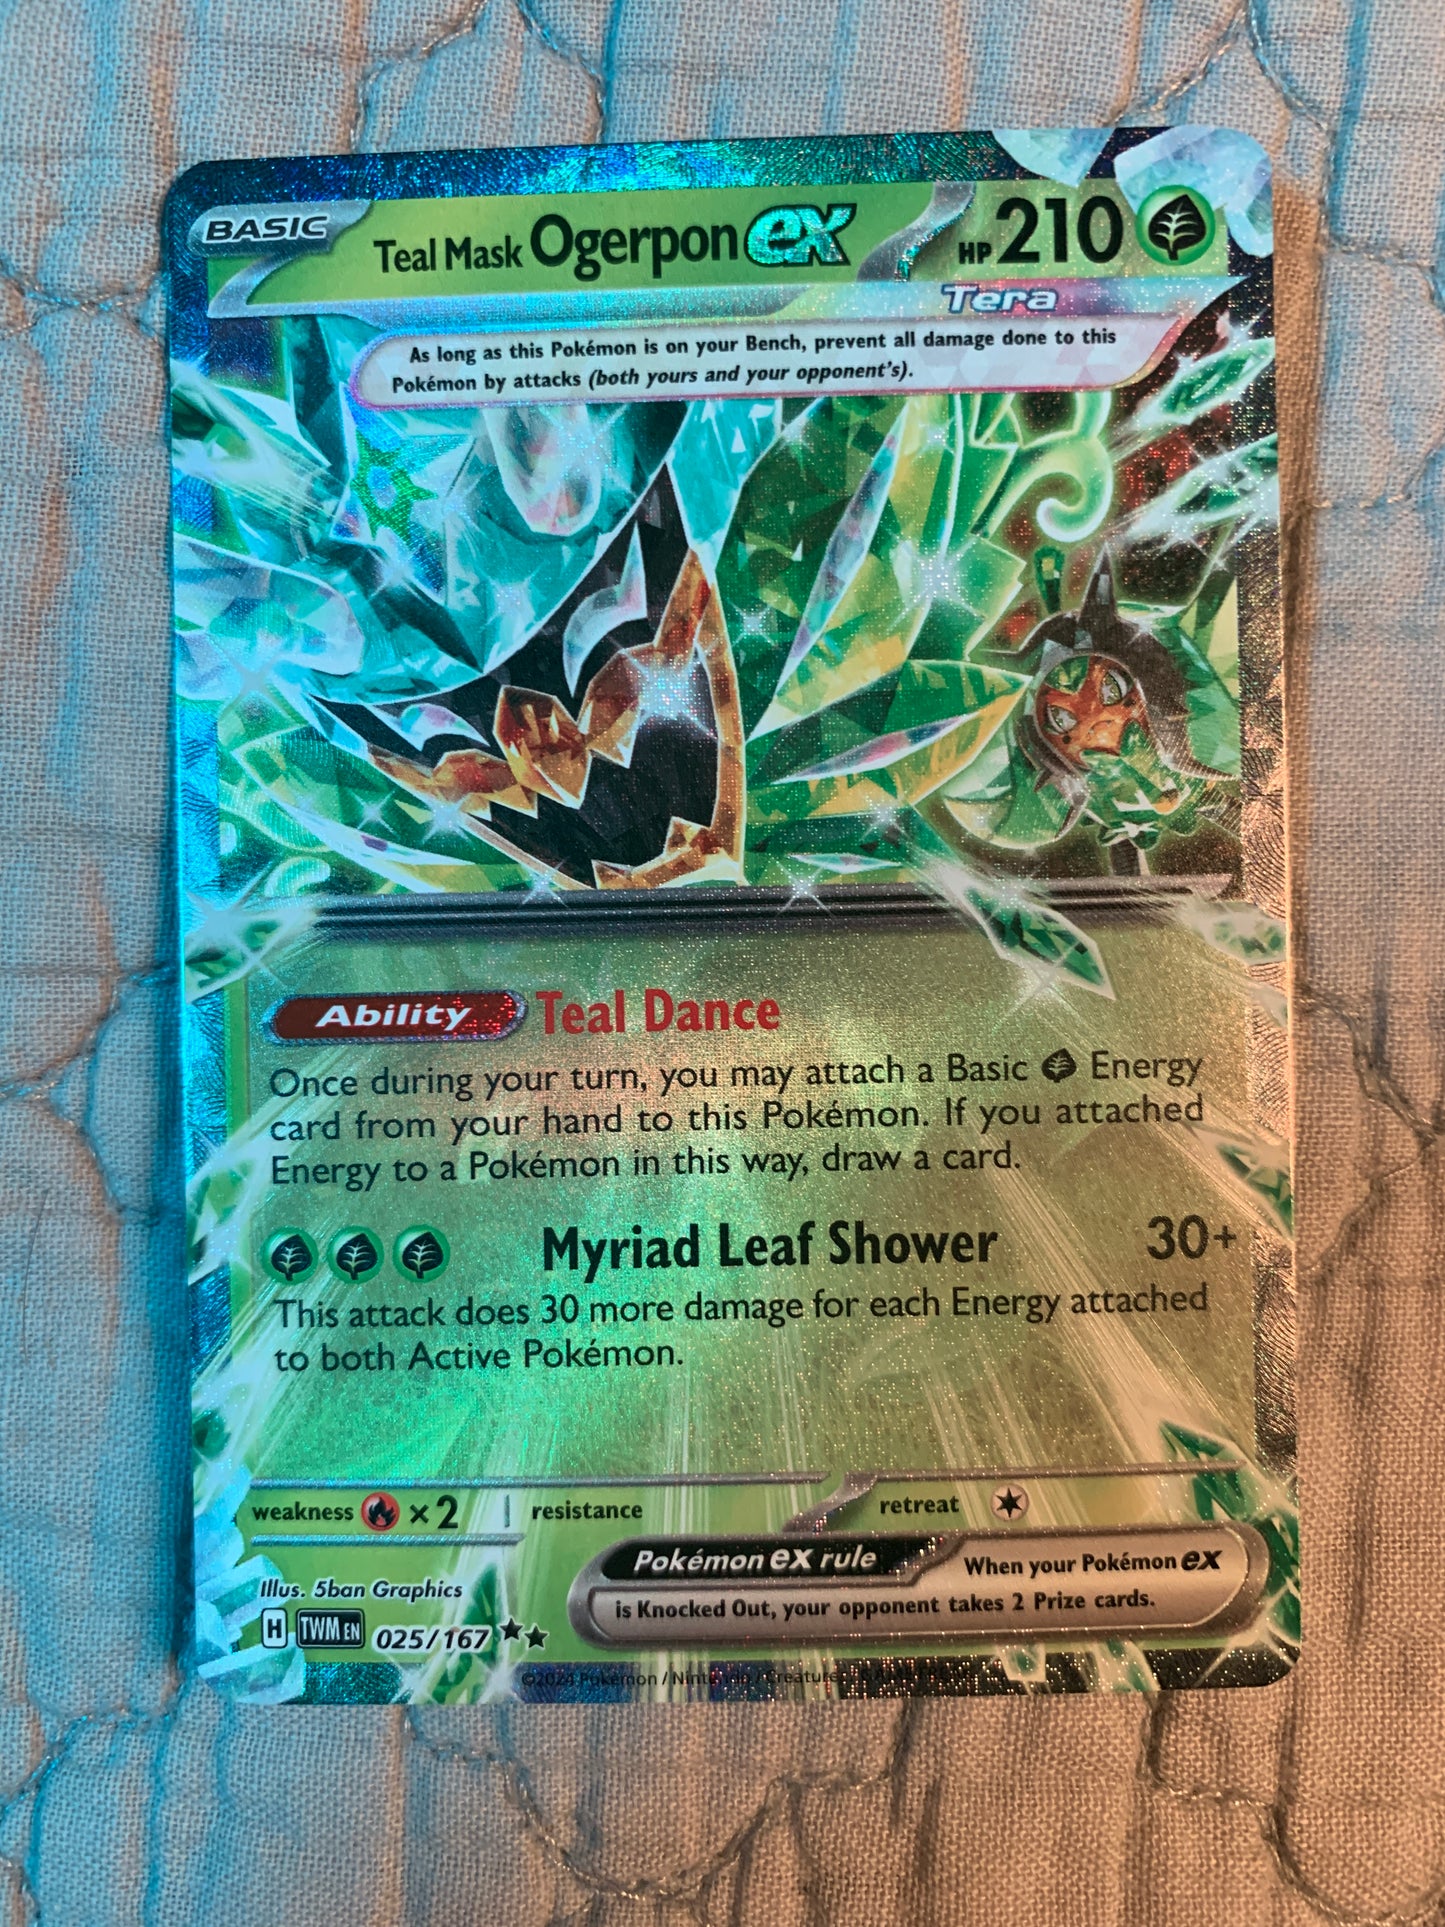 BASIC
Teal Mask Ogerpon ex HP 210
Tera
As long as this Pokémon is on your Bench, prevent all damage done to this
Pokémon by attacks (both yours and your opponent's).
Ability Teal Dance
Once during your turn, you may attach a Basic Energy
card from your hand to this Pokémon. If you attached
Energy to a Pokémon in this way, draw a card.
Myriad Leaf Shower 30+
This attack does 30 more damage for each Energy attached
to both Active Pokémon.
weakness ×2 resistance retreat
Pokémon ex rule When your Pokémon ex
is Knocked Out, your opponent takes 2 Prize cards.
Illus. 5ban Graphics
H TWM EN 025/167
©2024 Pokémon / Nintendo / Creatures